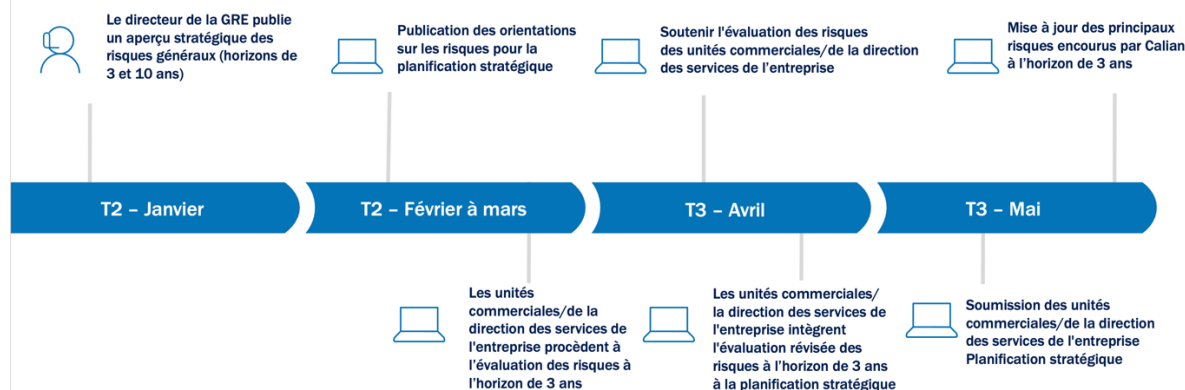 Le directeur de la GRE publie
un aperçu stratégique des
risques généraux (horizons de
3 et 10 ans)
Publication des orientations
sur les risques pour la
planification stratégique
Soutenir l'évaluation des risques
des unités commerciales/de la direction
des services de l'entreprise
Mise à jour des principaux
risques encourus par Calian
à l'horizon de 3 ans
T2 – Janvier
T2 – Février à mars
T3 – Avril
T3 – Mai
Les unités
commerciales/de la
direction des services de
l'entreprise procèdent à
l'évaluation des risques à
l'horizon de 3 ans
Les unités commerciales/
la direction des services de
l'entreprise intègrent
l'évaluation révisée des
risques à l'horizon de 3 ans
à la planification stratégique
Soumission des unités
commerciales/de la direction
des services de l'entreprise
Planification stratégique